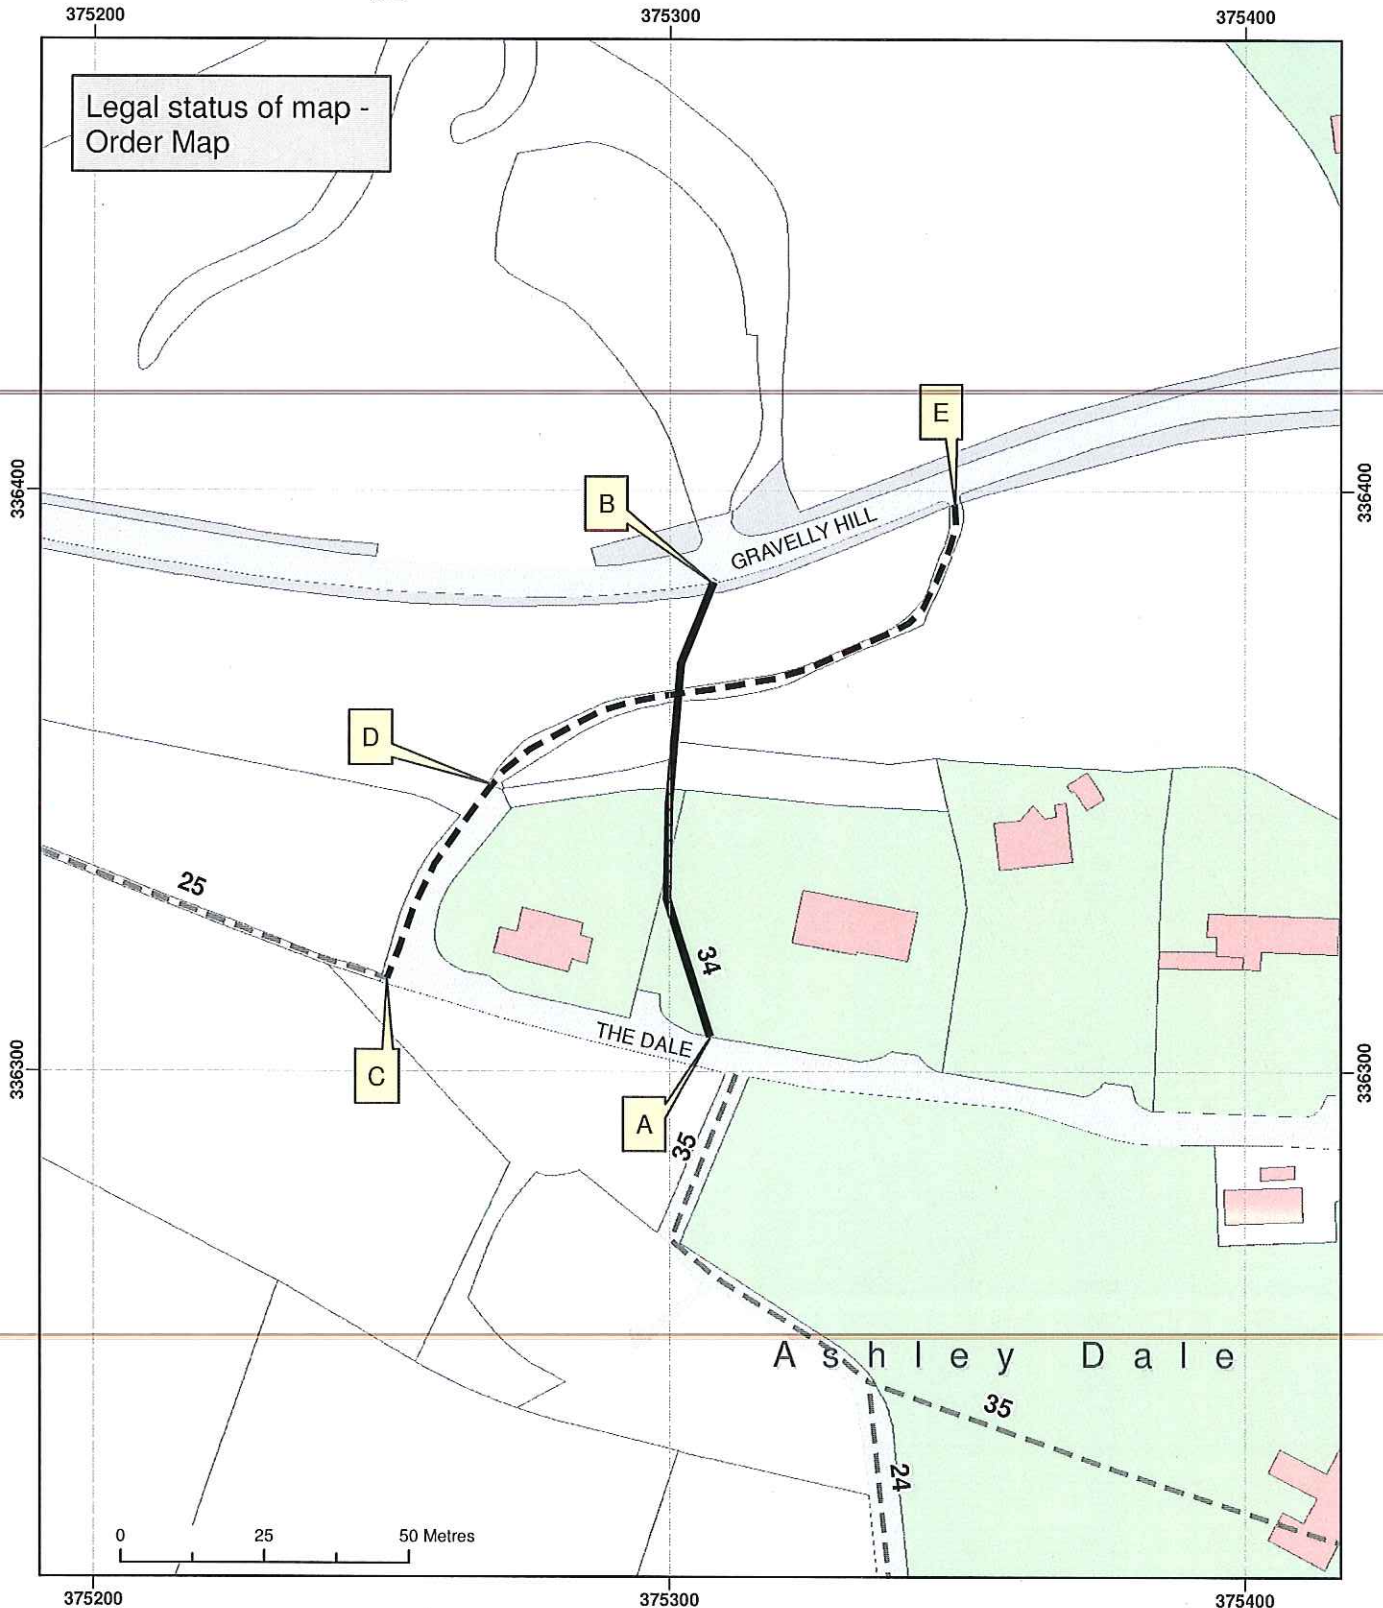 375200
375300
375400
Legal status of map -
Order Map
E
336400
336400
B
GRAVELLY HILL
D
25
34
THE DALE
C
336300
336300
A
35
Ashley Dale
35
24
0 25 50 Metres
375200
375300
375400